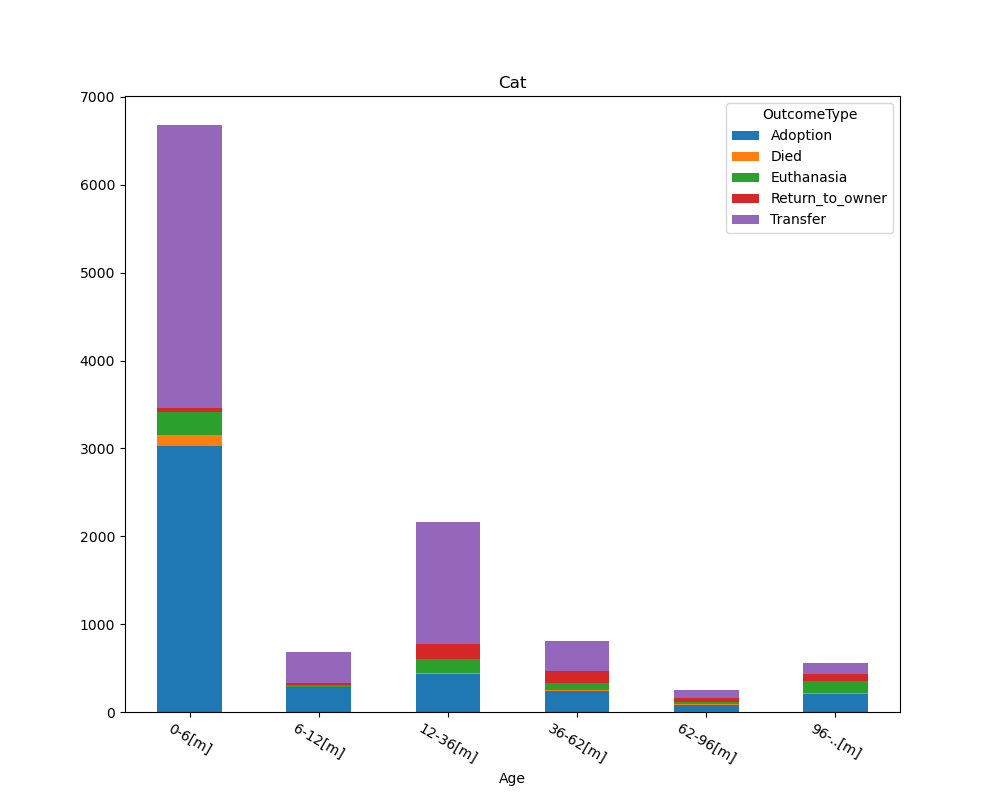 Cat
7000
6000
5000
4000
3000
2000
1000
0
OutcomeType
Adoption
Died
Euthanasia
Return_to_owner
Transfer
0-6[m]
6-12[m]
12-36[m]
36-62[m]
62-96[m]
96-..[m]
Age